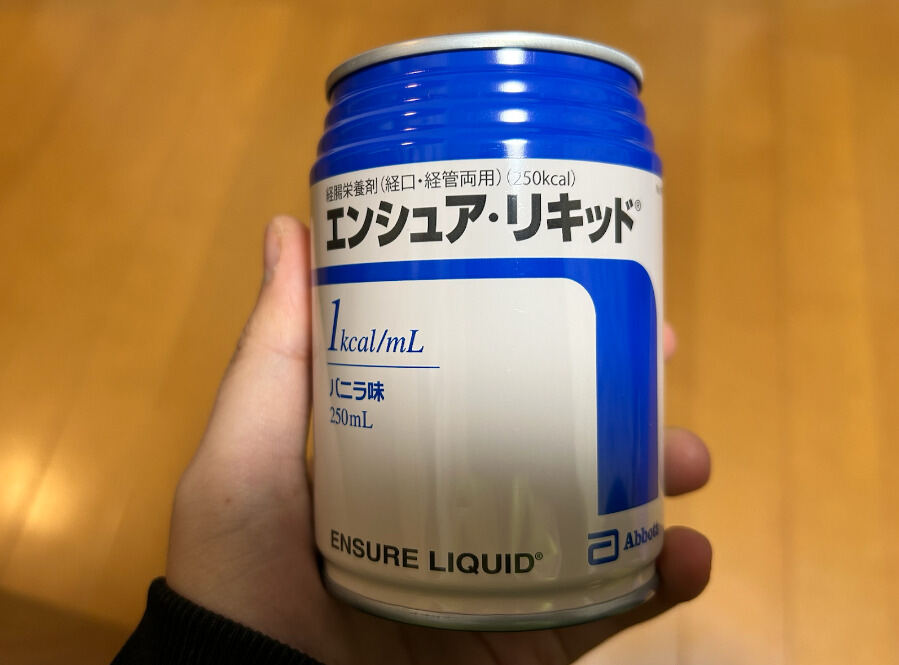 経腸栄養剤(経口・経管両用)(250kcal)
エンシュア・リキッド®
1kcal/mL
バニラ味
250mL
ENSURE LIQUID®
Abbott